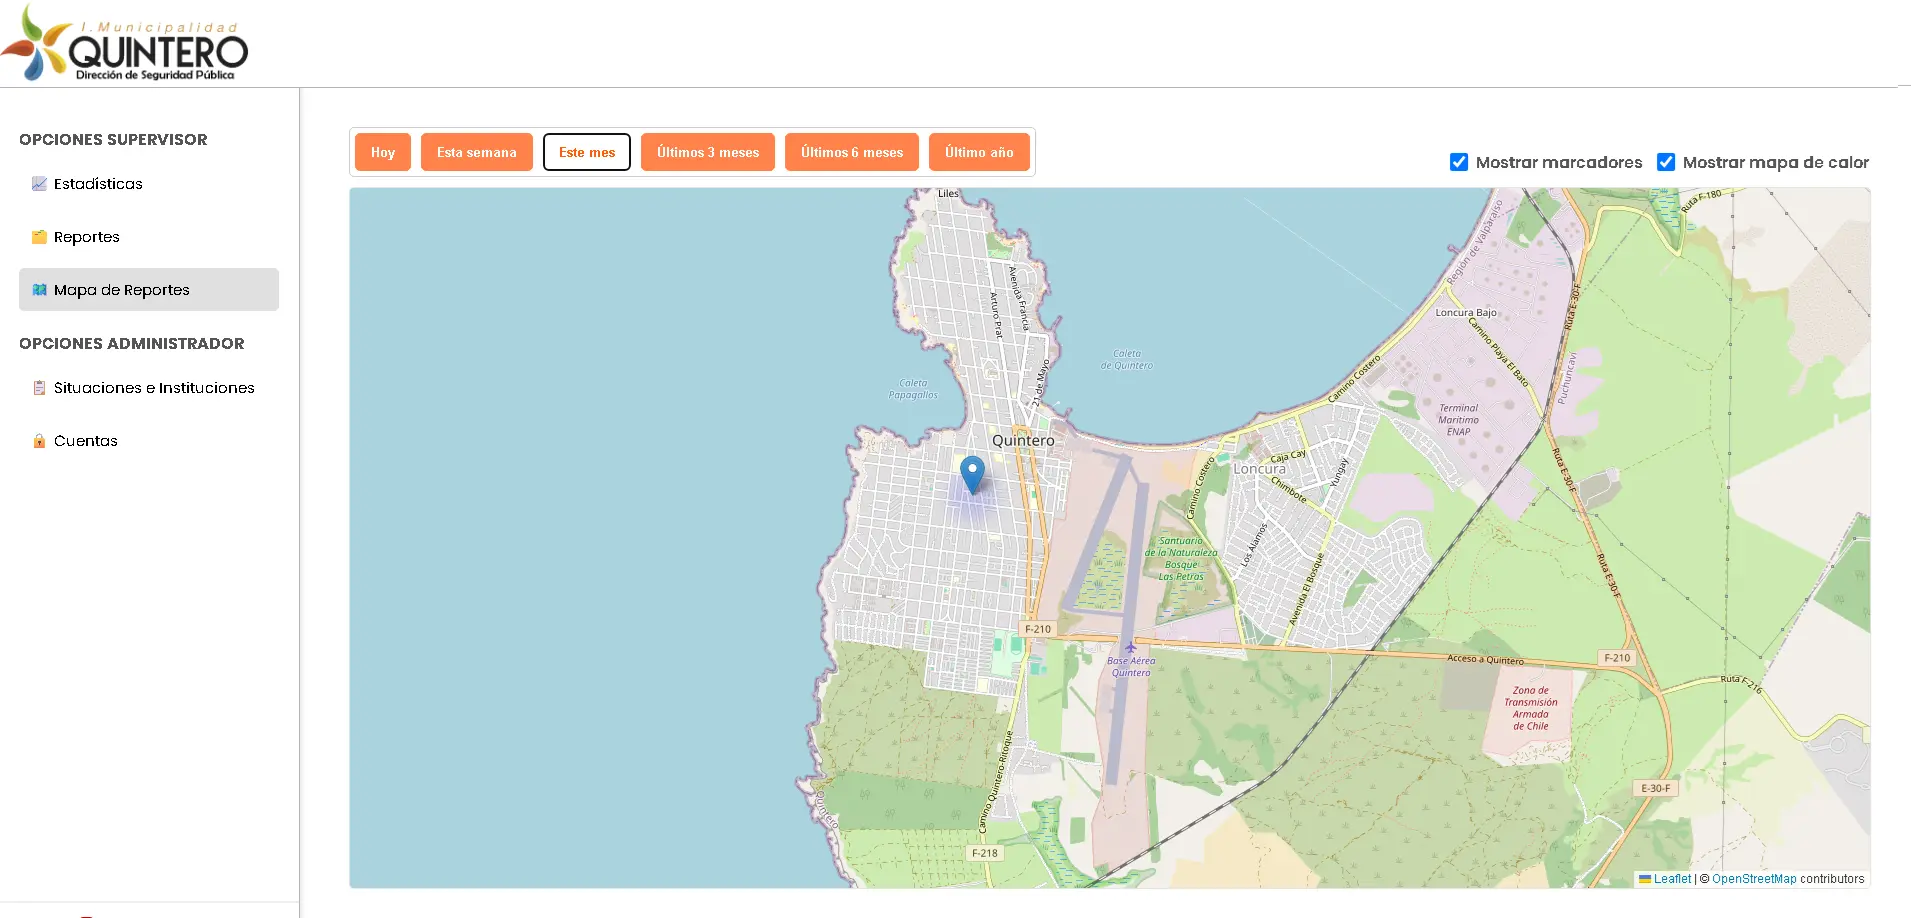 I. Municipalidad
QUINTERO
Dirección de Seguridad Pública
OPCIONES SUPERVISOR
Estadísticas
Reportes
Mapa de Reportes
OPCIONES ADMINISTRADOR
Situaciones e Instituciones
Cuentas
Hoy
Esta semana
Este mes
Últimos 3 meses
Últimos 6 meses
Último año
Mostrar marcadores
Mostrar mapa de calor
Liles
Ruta F-180
Región de Valparaíso
Avenida Francia
Arturo Prat
Ruta E-30-F
Loncura Bajo
Camino Playa El Bato
Caleta
de Quintero
Puchuncaví
Camino Costero
21 de Mayo
Caleta
Papagallos
Terminal
Marítimo
ENAP
Quintero
Caja Cay
Loncura
Yungay
Camino Costero
Chimbote
Ruta E-30-F
Los Álamos
Santuario
de la Naturaleza
Bosque
Las Petras
Avenida El Bosque
Ruta E-30-F
F-210
Base Aérea
Quintero
Acceso a Quintero
F-210
Ruta F-216
Zona de
Transmisión
Armada
de Chile
Camino Quintero-Ritoque
Quintero
E-30-F
F-218
Leaflet | © OpenStreetMap contributors